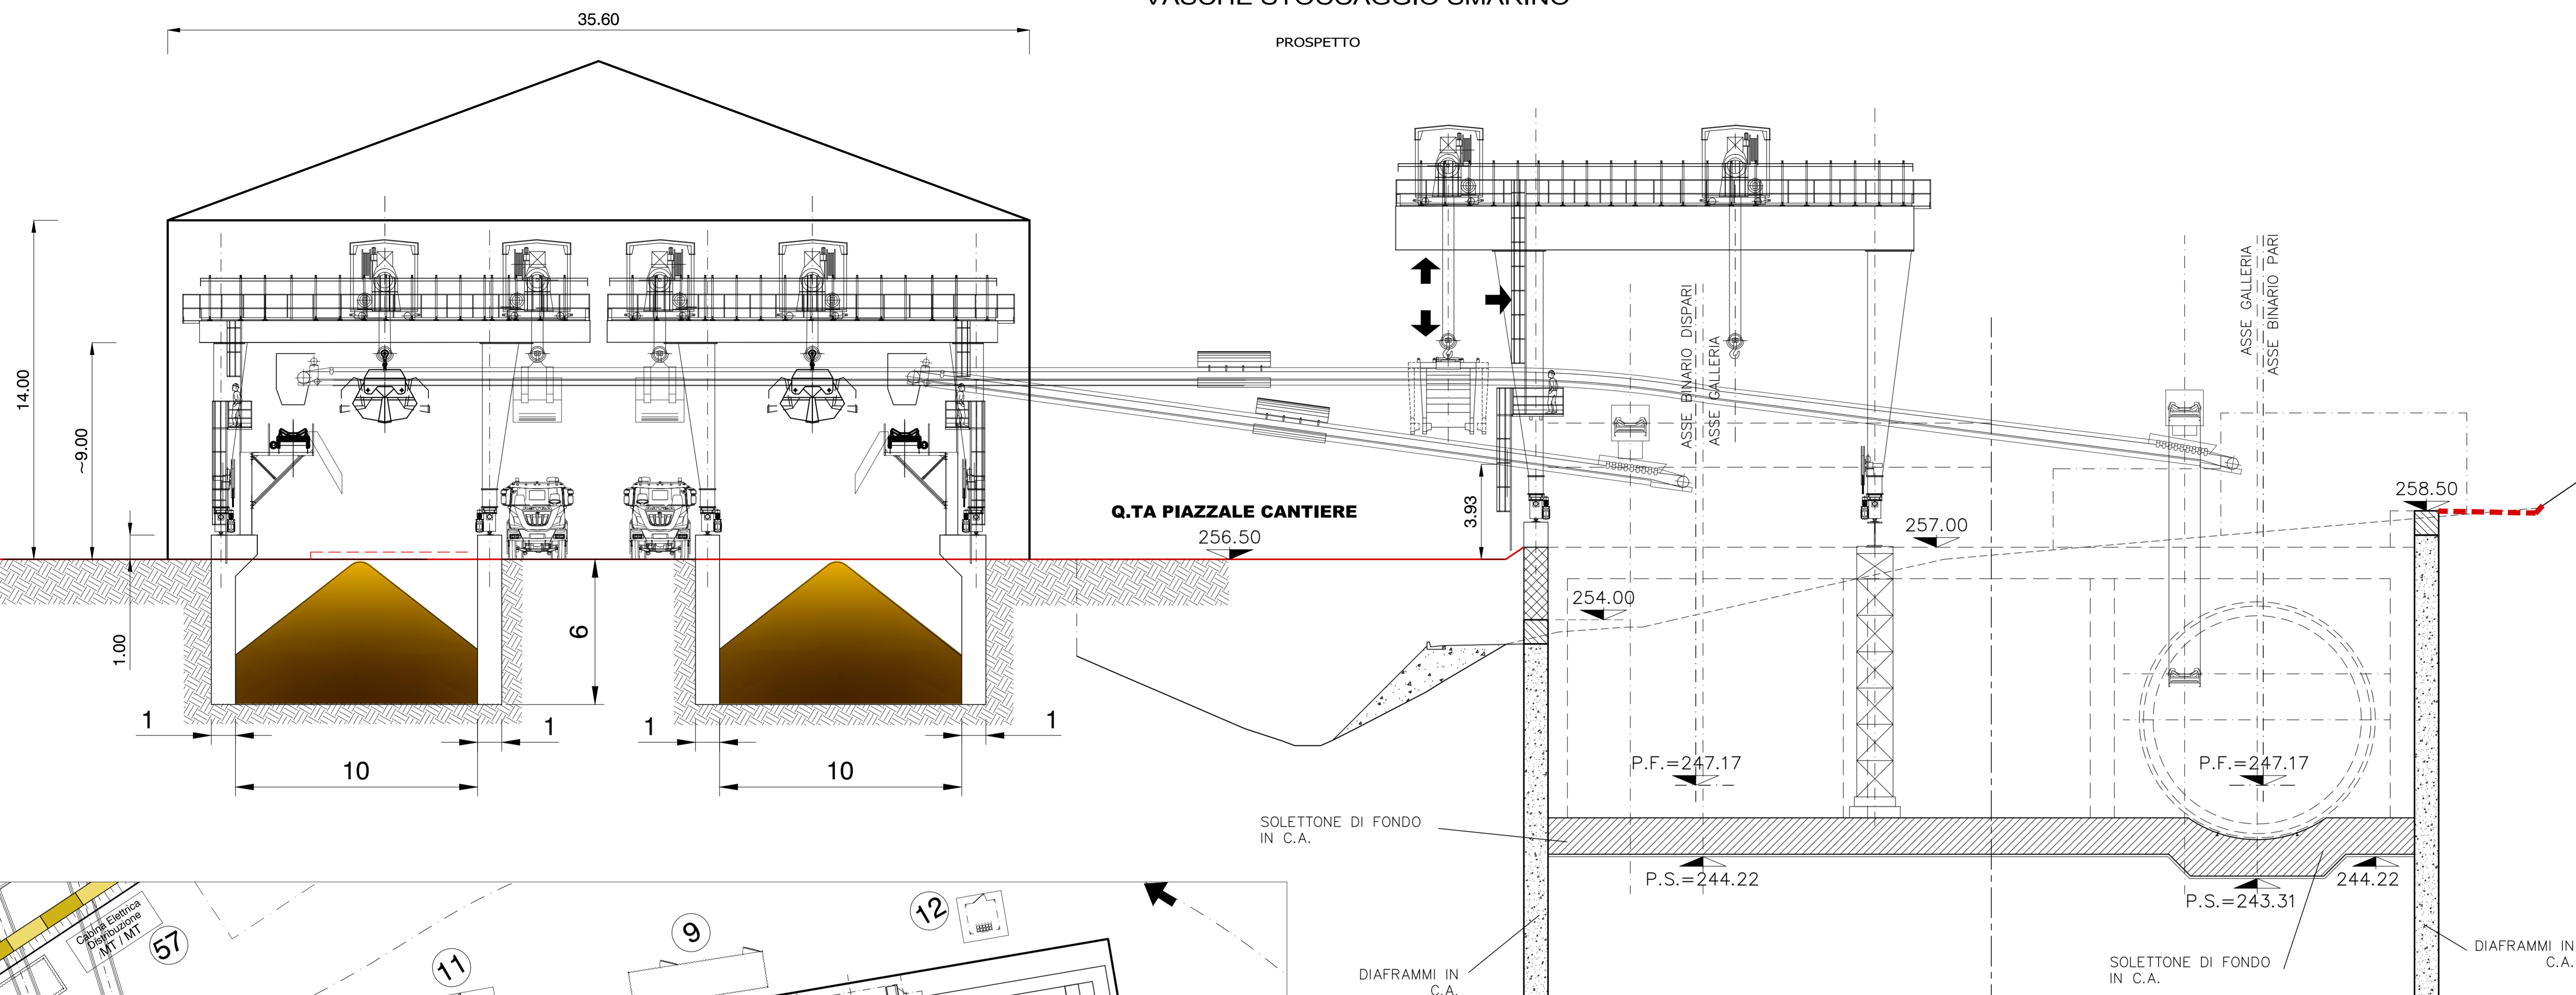 VASCHE STOCCAGGIO SMARINO
PROSPETTO
35.60
14.00
~9.00
1.00
6
1
1
1
1
10
10
Q.TA PIAZZALE CANTIERE
256.50
3.93
ASSE BINARIO DISPARI
ASSE GALLERIA
ASSE GALLERIA
ASSE BINARIO PARI
258.50
257.00
254.00
P.F.=247.17
P.F.=247.17
SOLETTONE DI FONDO
IN C.A.
P.S.=244.22
244.22
P.S.=243.31
DIAFRAMMI IN
C.A.
SOLETTONE DI FONDO
IN C.A.
DIAFRAMMI IN
C.A.
Cabina Elettrica
Distribuzione
MT / MT
57
11
9
12